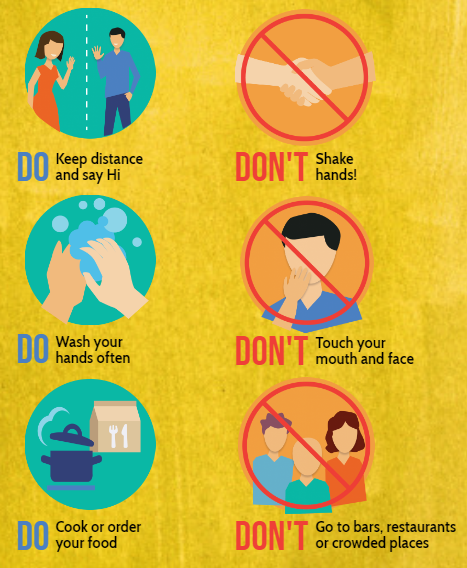 DO Keep distance
and say Hi
DON'T Shake
hands!
DO Wash your
hands often
DON'T Touch your
mouth and face
DO Cook or order
your food
DON'T Go to bars, restaurants
or crowded places